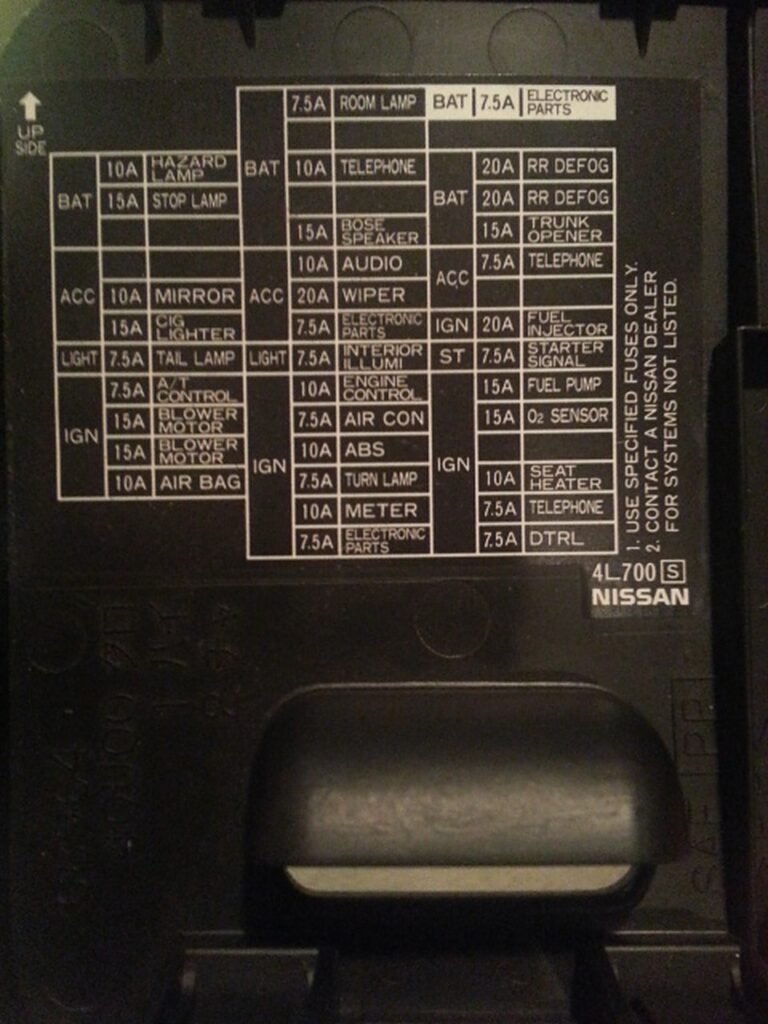 UP
SIDE
BAT
10A HAZARD LAMP
15A STOP LAMP
ACC
10A MIRROR
15A CIG LIGHTER
LIGHT 7.5A TAIL LAMP
IGN
7.5A A/T CONTROL
15A BLOWER MOTOR
15A BLOWER MOTOR
10A AIR BAG
BAT
7.5A ROOM LAMP
10A TELEPHONE
15A BOSE SPEAKER
ACC
10A AUDIO
20A WIPER
7.5A ELECTRONIC PARTS
LIGHT 7.5A INTERIOR ILLUMI
IGN
10A ENGINE CONTROL
7.5A AIR CON
10A ABS
7.5A TURN LAMP
10A METER
7.5A ELECTRONIC PARTS
BAT 7.5A ELECTRONIC PARTS
BAT
20A RR DEFOG
20A RR DEFOG
15A TRUNK OPENER
ACC
7.5A TELEPHONE
IGN 20A FUEL INJECTOR
ST 7.5A STARTER SIGNAL
IGN
15A FUEL PUMP
15A O2 SENSOR
10A SEAT HEATER
7.5A TELEPHONE
7.5A DTRL
1. USE SPECIFIED FUSES ONLY.
2. CONTACT A NISSAN DEALER
FOR SYSTEMS NOT LISTED.
4L700 S
NISSAN